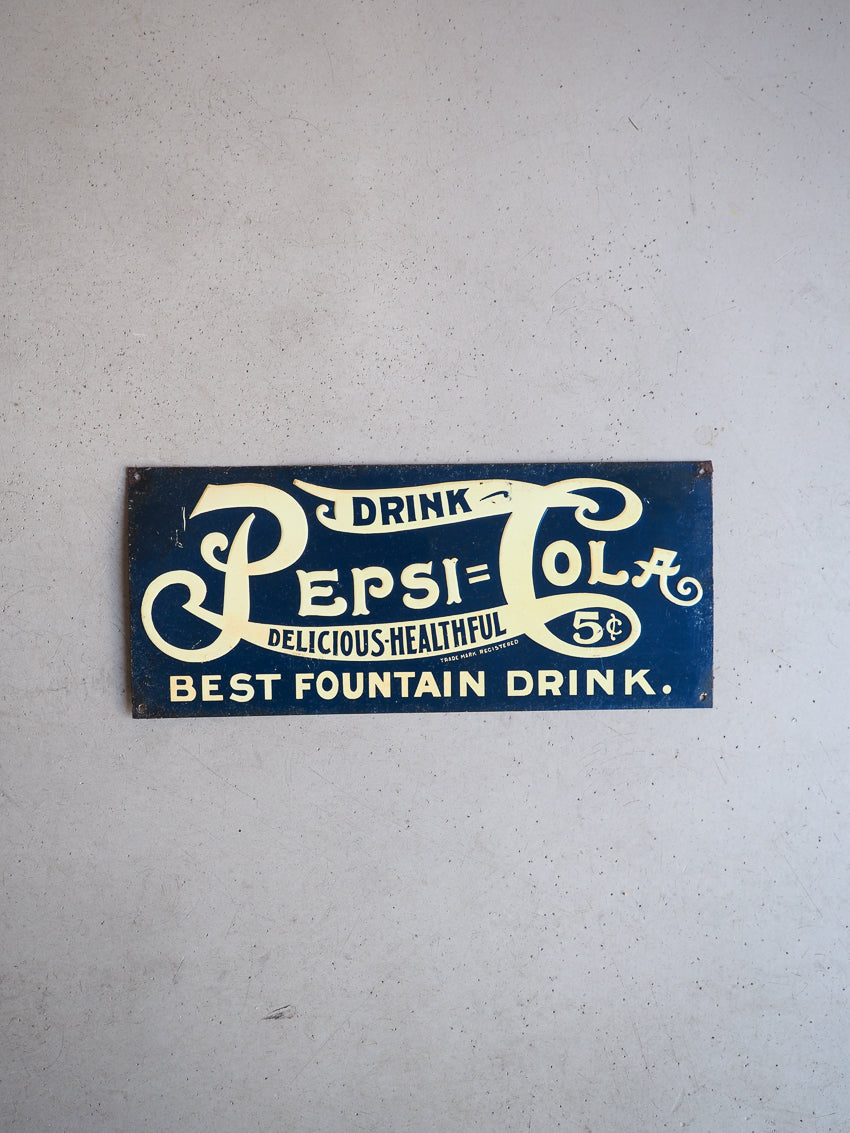 DRINK
PEPSI=COLA
DELICIOUS-HEALTHFUL
5¢
TRADE MARK REGISTERED
BEST FOUNTAIN DRINK.